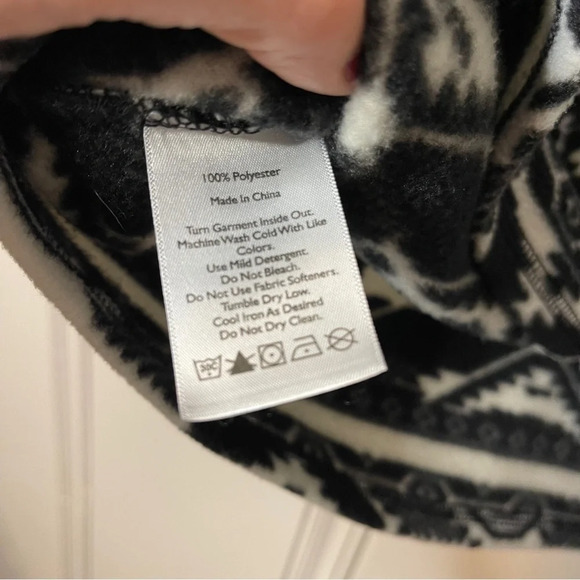 100% Polyester
Made in China
Turn Garment Inside Out.
Machine Wash Cold With Like
Colors.
Use Mild Detergent.
Do Not Bleach.
Do Not Use Fabric Softeners.
Tumble Dry Low.
Cool Iron As Desired
Do Not Dry Clean.